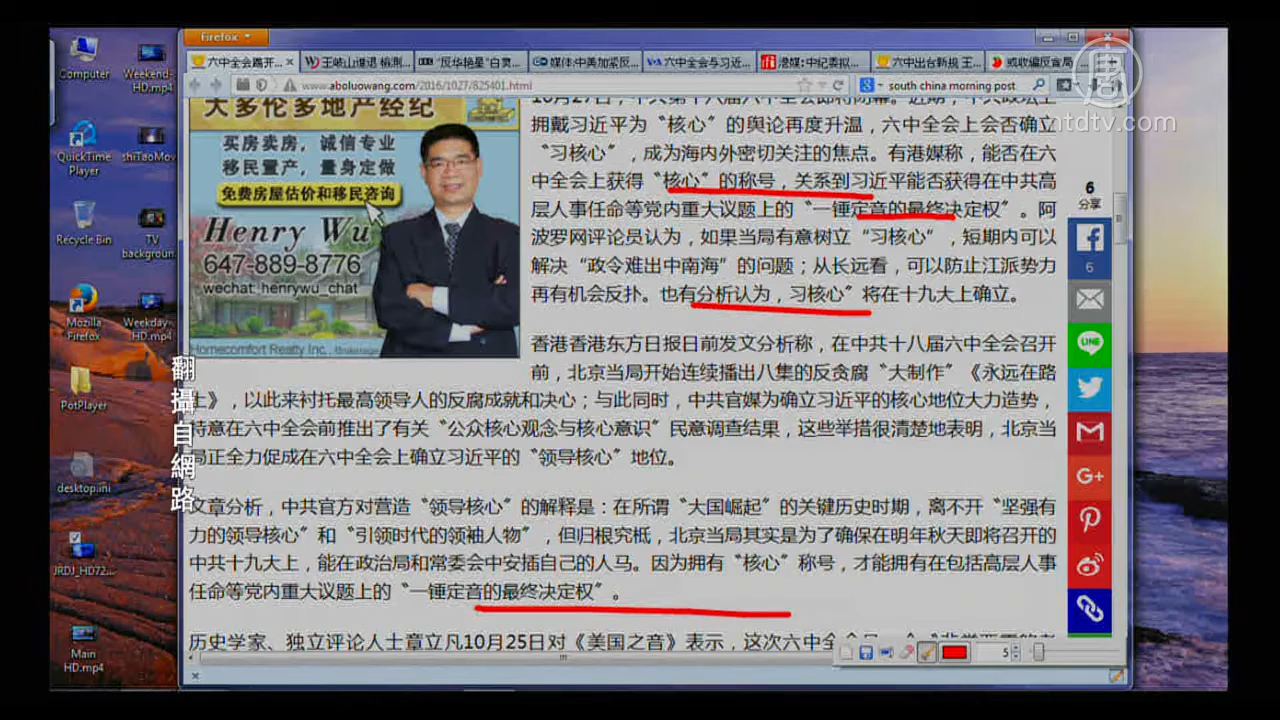 Firefox
六中全会踢开...
王岐山谁退 槅測...
"反华艳星"白
媒体:中美加紧反...
六中全会与习近...
港媒:中纪委拟...
六中出台新规 王...
或收编反官局
www.aboluowang.com/2016/10/27/825401.html
south china morning post
ntdtv.com
Computer
Weekend-HD.mp4
QuickTime Player
shiTaoMov
Recycle Bin
TV backgroun
Mozilla Firefox
Weekday-HD.mp4
PotPlayer
desktop.ini
JRDJ_HD72...
Main HD.mp4
翻攝自網路
大多伦多地产经纪
买房卖房，诚信专业
移民置产，量身定做
免费房屋估价和移民咨询
Henry Wu
647-889-8776
wechat: henrywu_chat
Homecomfort Realty Inc., Brokerage
拥戴习近平为“核心”的舆论再度升温，六中全会上会否确立
“习核心”，成为海内外密切关注的焦点。有港媒称，能否在六
中全会上获得“核心”的称号，关系到习近平能否获得在中共高
层人事任命等党内重大议题上的“一锤定音的最终决定权”。阿
波罗网评论员认为，如果当局有意树立“习核心”，短期内可以
解决“政令难出中南海”的问题；从长远看，可以防止江派势力
再有机会反扑。也有分析认为，习核心”将在十九大上确立。
香港香港东方日报日前发文分析称，在中共十八届六中全会召开
前，北京当局开始连续播出八集的反贪腐“大制作”《永远在路
上》，以此来衬托最高领导人的反腐成就和决心；与此同时，中共官媒为确立习近平的核心地位大力造势，
特意在六中全会前推出了有关“公众核心观念与核心意识”民意调查结果，这些举措很清楚地表明，北京当
局正全力促成在六中全会上确立习近平的“领导核心”地位。
文章分析，中共官方对营造“领导核心”的解释是：在所谓“大国崛起”的关键历史时期，离不开“坚强有
力的领导核心”和“引领时代的领袖人物”，但归根究柢，北京当局其实是为了确保在明年秋天即将召开的
中共十九大上，能在政治局和常委会中安插自己的人马。因为拥有“核心”称号，才能拥有在包括高层人事
任命等党内重大议题上的“一锤定音的最终决定权”。
历史学家、独立评论人士章立凡10月25日对《美国之音》表示，这次六中全
6
分享
6
LINE
G+
5